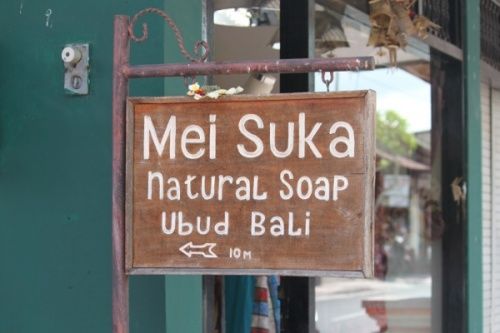 Mei Suka
Natural Soap
Ubud Bali
← 10M